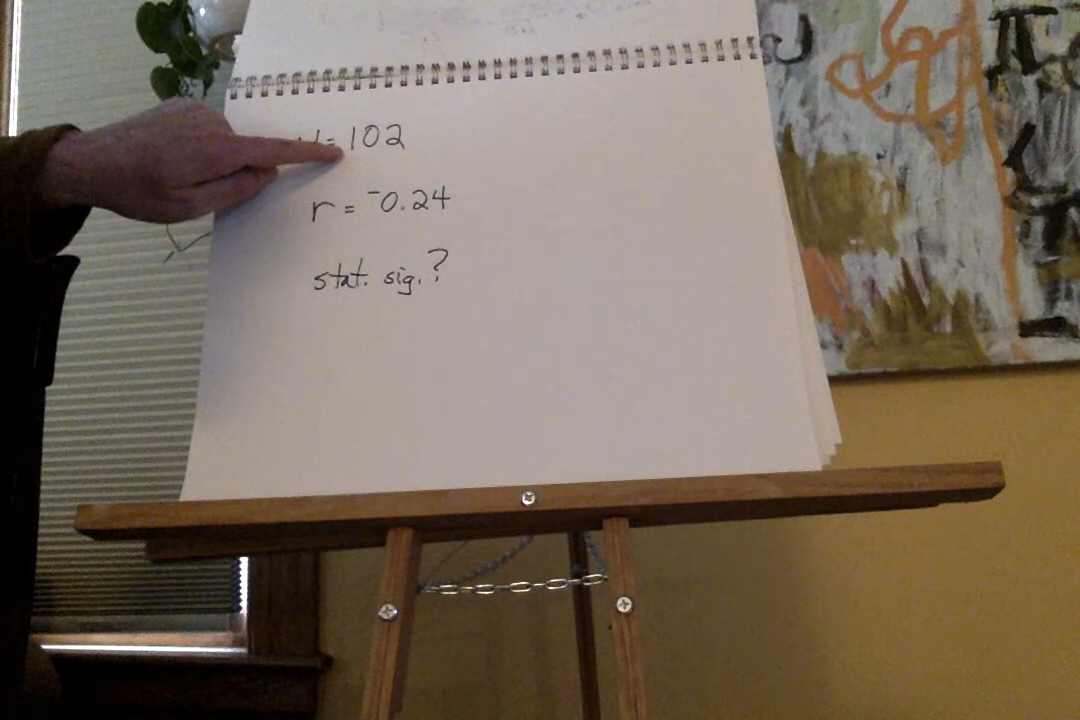 = 102
r = ⁻0.24
stat. sig.?